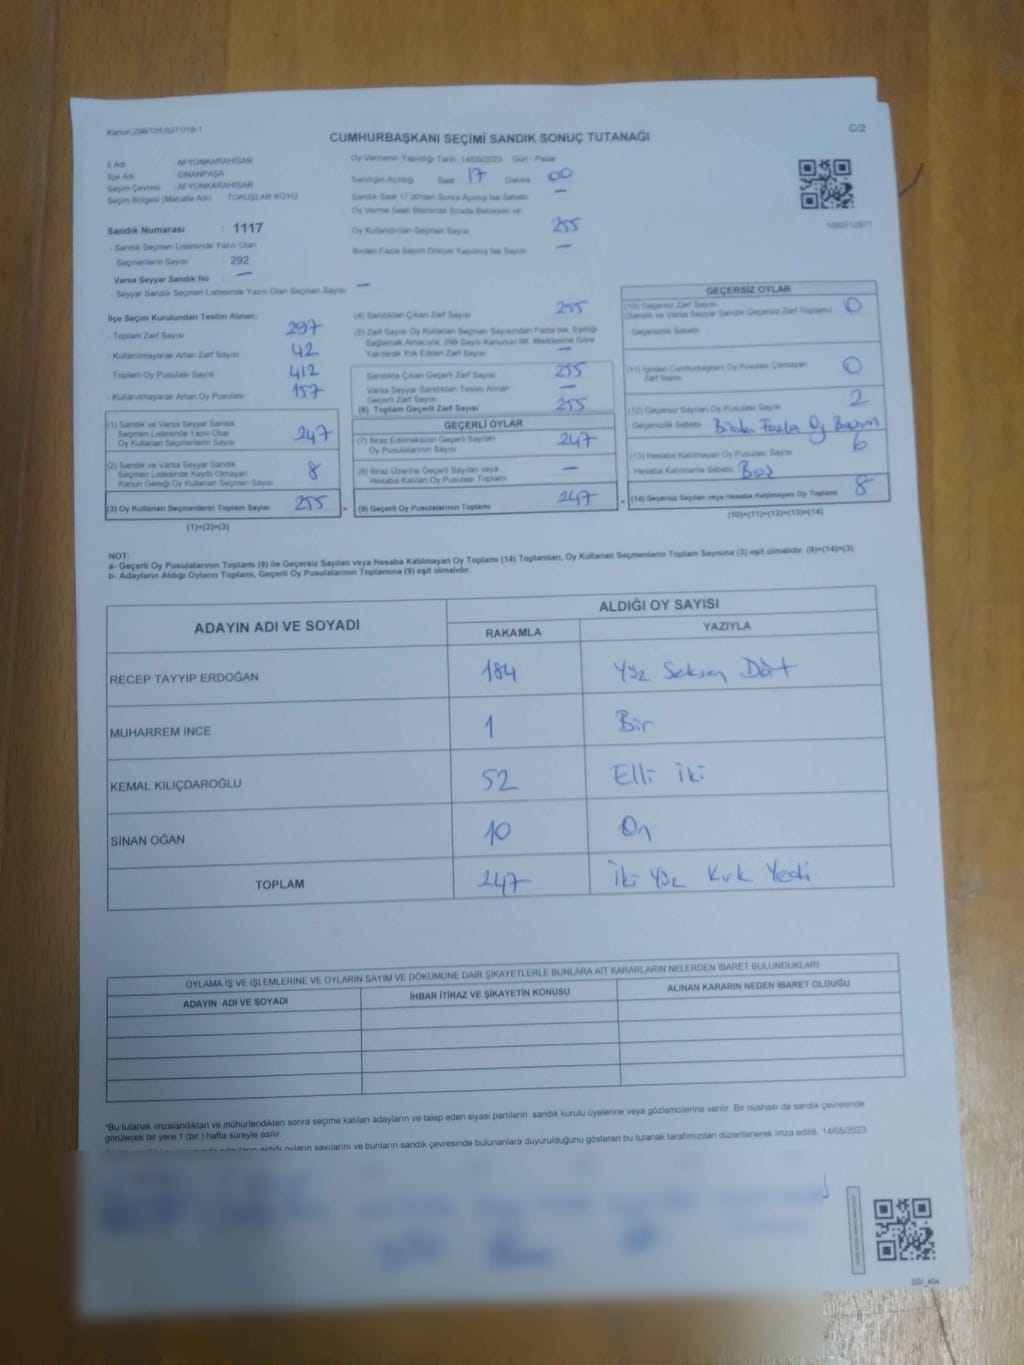 Kanun:298/105;6271/18-1
C/2
CUMHURBAŞKANI SEÇİMİ SANDIK SONUÇ TUTANAĞI
İl Adı : AFYONKARAHİSAR
İlçe Adı : SİNANPAŞA
Seçim Çevresi : AFYONKARAHİSAR
Seçim Bölgesi (Mahalle Adı) : TOKUŞLAR KÖYÜ
Sandık Numarası : 1117
- Sandık Seçmen Listesinde Yazılı Olan
Seçmenlerin Sayısı 292
Varsa Seyyar Sandık No —
- Seyyar Sandık Seçmen Listesinde Yazılı Olan Seçmen Sayısı —
Oy Vermenin Yapıldığı Tarih : 14/05/2023 Gün : Pazar
Sandığın Açıldığı Saat 17 Dakika 00
Sandık Saat 17.00'den Sonra Açılmış İse Sebebi —
Oy Verme Saati Bitiminde Sırada Bekleyen ve
Oy Kullandırılan Seçmen Sayısı 255
Birden Fazla Sayım Döküm Yapılmış İse Sayısı —
İlçe Seçim Kurulundan Teslim Alınan;
- Toplam Zarf Sayısı 297
- Kullanılmayarak Artan Zarf Sayısı 42
- Toplam Oy Pusulası Sayısı 412
- Kullanılmayarak Artan Oy Pusulası 157
(1) Sandık ve Varsa Seyyar Sandık
Seçmen Listesinde Yazılı Olup
Oy Kullanan Seçmenlerin Sayısı 247
(2) Sandık ve Varsa Seyyar Sandık
Seçmen Listesinde Kayıtlı Olmayan
Kanun Gereği Oy Kullanan Seçmen Sayısı 8
(3) Oy Kullanan Seçmenlerin Toplam Sayısı 255
(1)+(2)=(3)
(4) Sandıktan Çıkan Zarf Sayısı 255
(5) Zarf Sayısı Oy Kullanan Seçmen Sayısından Fazla İse, Eşitliği
Sağlamak Amacıyla; 298 Sayılı Kanunun 98. Maddesine Göre
Yakılarak Yok Edilen Zarf Sayısı —
Sandıkta Çıkan Geçerli Zarf Sayısı 255
Varsa Seyyar Sandıktan Teslim Alınan
Geçerli Zarf Sayısı —
(6) Toplam Geçerli Zarf Sayısı 255
GEÇERLİ OYLAR
(7) İtiraz Edilmeksizin Geçerli Sayılan
Oy Pusulalarının Sayısı 247
(8) İtiraz Üzerine Geçerli Sayılan veya
Hesaba Katılan Oy Pusulası Toplamı —
(9) Geçerli Oy Pusulalarının Toplamı 247
GEÇERSİZ OYLAR
(10) Geçersiz Zarf Sayısı
(Sandık ve Varsa Seyyar Sandık Geçersiz Zarf Toplamı) 0
- Geçersizlik Sebebi
(11) İçinden Cumhurbaşkanı Oy Pusulası Çıkmayan
Zarf Sayısı 0
(12) Geçersiz Sayılan Oy Pusulası Sayısı 2
- Geçersizlik Sebebi Birden Fazla Oy Basım
(13) Hesaba Katılmayan Oy Pusulası Sayısı 6
Hesaba Katılmama Sebebi Boş
(14) Geçersiz Sayılan veya Hesaba Katılmayan Oy Toplamı 8
(10)+(11)+(12)+(13)=(14)
NOT:
a- Geçerli Oy Pusulalarının Toplamı (9) ile Geçersiz Sayılan veya Hesaba Katılmayan Oy Toplamı (14) Toplamları, Oy Kullanan Seçmenlerin Toplam Sayısına (3) eşit olmalıdır. (9)+(14)=(3)
b- Adayların Aldığı Oyların Toplamı, Geçerli Oy Pusulalarının Toplamına (9) eşit olmalıdır.
ADAYIN ADI VE SOYADI
ALDIĞI OY SAYISI
RAKAMLA YAZIYLA
RECEP TAYYİP ERDOĞAN 184 Yüz Seksen Dört
MUHARREM İNCE 1 Bir
KEMAL KILIÇDAROĞLU 52 Elli iki
SİNAN OĞAN 10 On
TOPLAM 247 İki Yüz Kırk Yedi
OYLAMA İŞ VE İŞLEMLERİNE VE OYLARIN SAYIM VE DÖKÜMÜNE DAİR ŞİKAYETLERLE BUNLARA AİT KARARLARIN NELERDEN İBARET BULUNDUKLARI
ADAYIN ADI VE SOYADI İHBAR İTİRAZ VE ŞİKAYETİN KONUSU ALINAN KARARIN NEDEN İBARET OLDUĞU
*Bu tutanak imzalandıktan ve mühürlendikten sonra seçime katılan adayların ve talep eden siyasi partilerin sandık kurulu üyelerine veya gözlemcilerine verilir. Bir nüshası da sandık çevresinde
görülecek bir yere 1 (bir ) hafta süreyle asılır.
aldığı oyların sayılarını ve bunların sandık çevresinde bulunanlara duyurulduğunu gösteren bu tutanak tarafımızdan düzenlenerek imza edildi. 14/05/2023